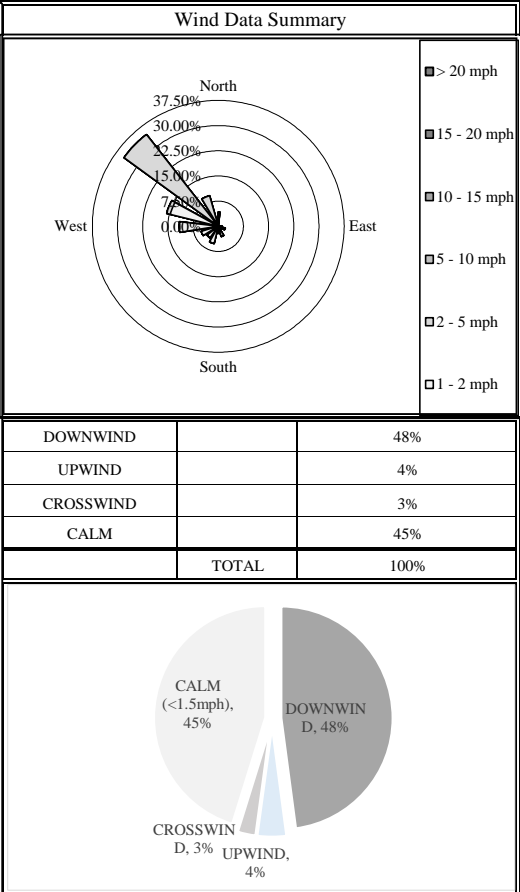 Wind Data Summary
North
37.50%
30.00%
22.50%
15.00%
7.50%
0.00%
West
East
South
> 20 mph
15 - 20 mph
10 - 15 mph
5 - 10 mph
2 - 5 mph
1 - 2 mph
DOWNWIND 48%
UPWIND 4%
CROSSWIND 3%
CALM 45%
TOTAL 100%
CALM
(<1.5mph),
45%
DOWNWIN
D, 48%
CROSSWIN
D, 3%
UPWIND,
4%